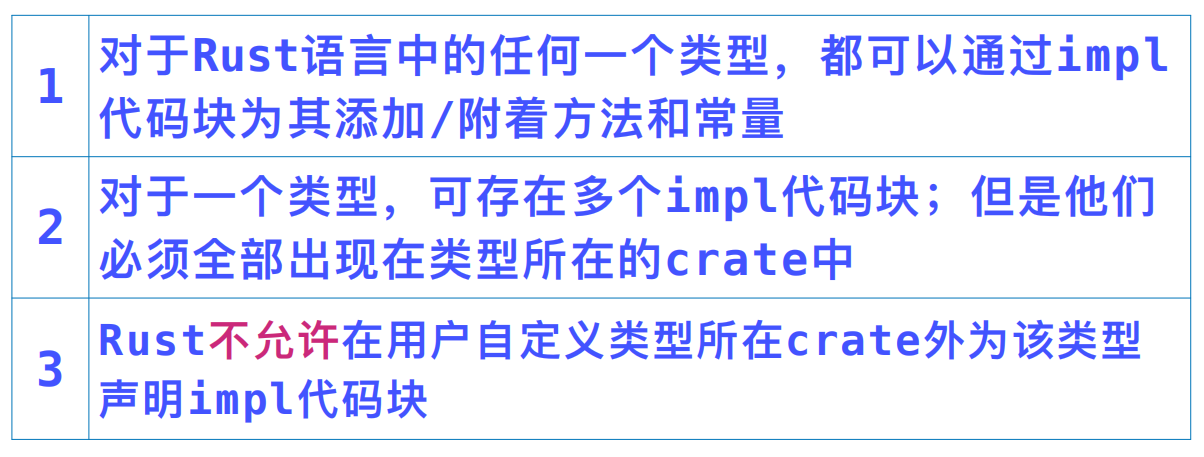 1
对于Rust语言中的任何一个类型，都可以通过impl
代码块为其添加/附着方法和常量
2
对于一个类型，可存在多个impl代码块；但是他们
必须全部出现在类型所在的crate中
3
Rust不允许在用户自定义类型所在crate外为该类型
声明impl代码块